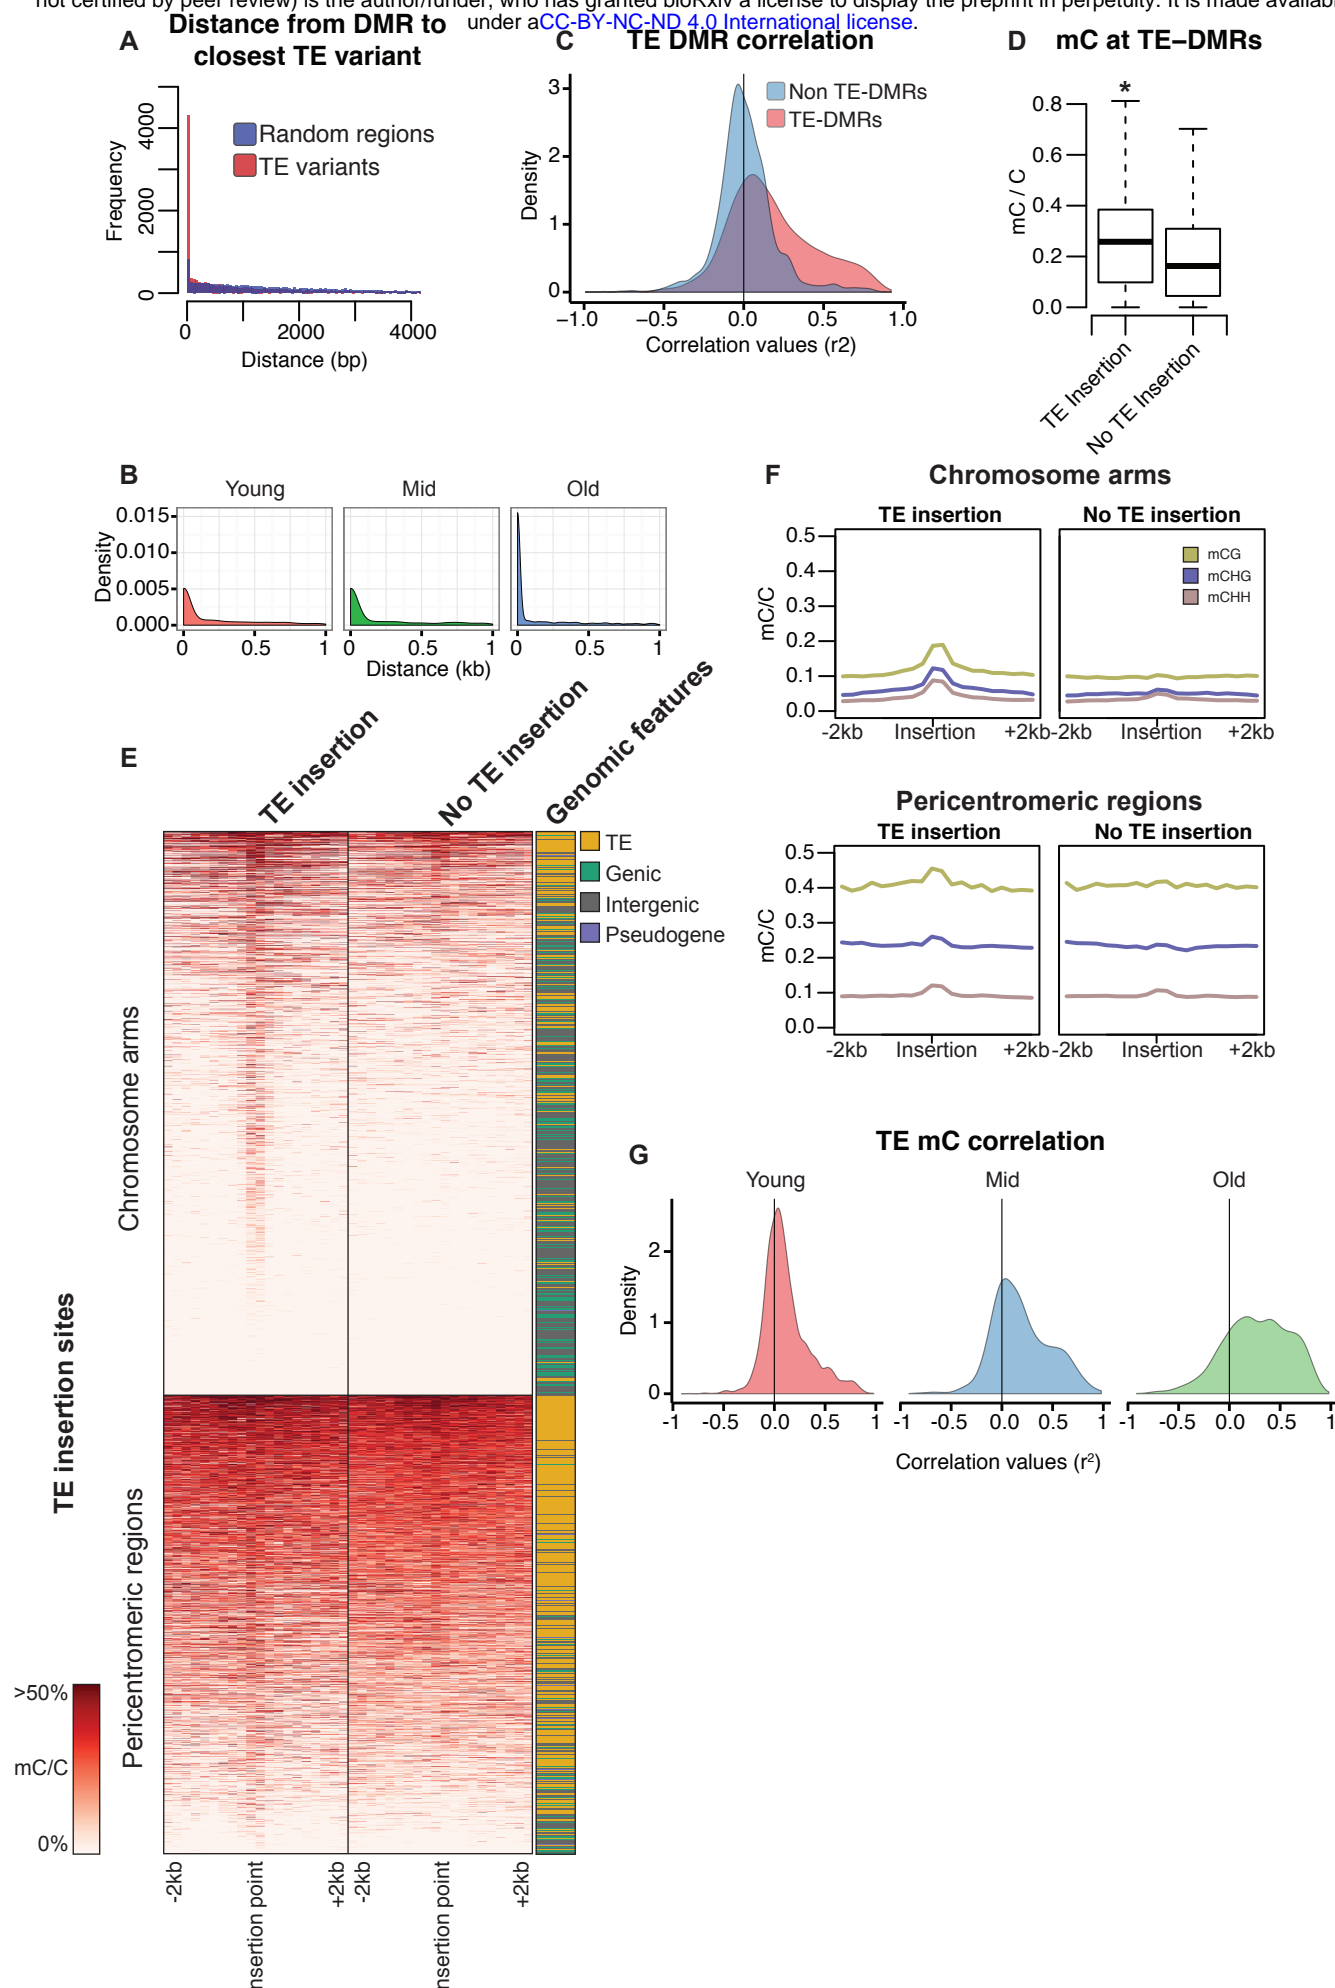 not certified by peer review) is the author/funder, who has granted bioRxiv a license to display the preprint in perpetuity. It is made available
under aCC-BY-NC-ND 4.0 International license.
A
Distance from DMR to
closest TE variant
Frequency
4000
2000
0
Random regions
TE variants
0 2000 4000
Distance (bp)
C
TE DMR correlation
Density
3
2
1
0
Non TE-DMRs
TE-DMRs
−1.0 −0.5 0.0 0.5 1.0
Correlation values (r2)
D
mC at TE−DMRs
mC / C
0.8
0.6
0.4
0.2
0.0
*
TE Insertion
No TE Insertion
B
Young Mid Old
Density
0.015
0.010
0.005
0.000
0 0.5 1 0 0.5 1 0 0.5 1
Distance (kb)
F
Chromosome arms
TE insertion No TE insertion
mC/C
0.5
0.4
0.3
0.2
0.1
0.0
mCG
mCHG
mCHH
-2kb Insertion +2kb -2kb Insertion +2kb
Pericentromeric regions
TE insertion No TE insertion
mC/C
0.5
0.4
0.3
0.2
0.1
0.0
-2kb Insertion +2kb -2kb Insertion +2kb
E
TE insertion
No TE insertion
Genomic features
TE
Genic
Intergenic
Pseudogene
TE insertion sites
Chromosome arms
Pericentromeric regions
>50%
mC/C
0%
-2kb
nsertion point
+2kb
-2kb
nsertion point
+2kb
G
TE mC correlation
Young Mid Old
Density
2
1
0
-1 -0.5 0.0 0.5 1 -1 -0.5 0.0 0.5 1 -1 -0.5 0.0 0.5 1
Correlation values (r²)